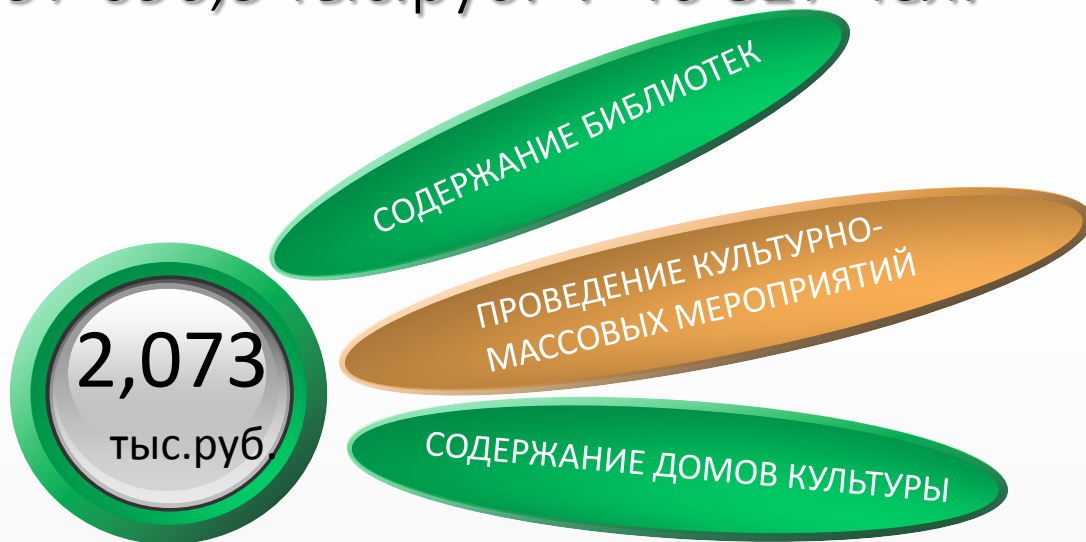 СОДЕРЖАНИЕ БИБЛИОТЕК
ПРОВЕДЕНИЕ КУЛЬТУРНО-
МАССОВЫХ МЕРОПРИЯТИЙ
2,073
тыс.руб.
СОДЕРЖАНИЕ ДОМОВ КУЛЬТУРЫ